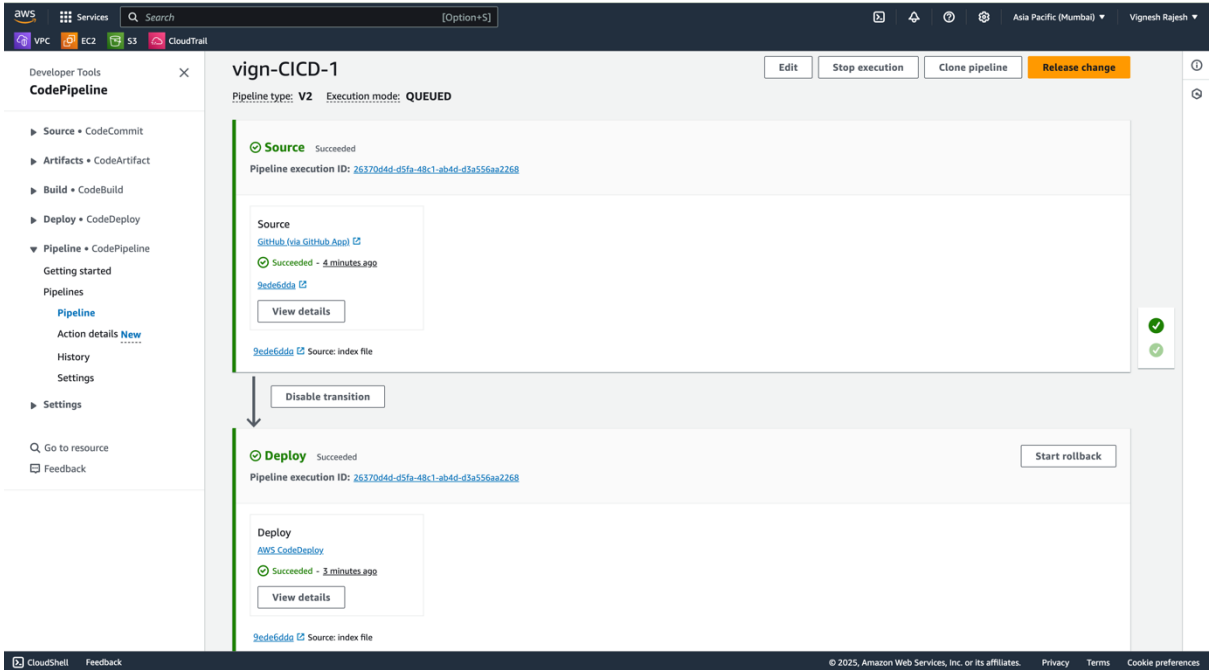 aws
Services
Search
[Option+S]
Asia Pacific (Mumbai) ▼
Vignesh Rajesh ▼
VPC
EC2
S3
CloudTrail
Developer Tools
CodePipeline
Source • CodeCommit
Artifacts • CodeArtifact
Build • CodeBuild
Deploy • CodeDeploy
Pipeline • CodePipeline
Getting started
Pipelines
Pipeline
Action details New
History
Settings
Settings
Go to resource
Feedback
vign-CICD-1
Edit
Stop execution
Clone pipeline
Release change
Pipeline type: V2 Execution mode: QUEUED
Source Succeeded
Pipeline execution ID: 26370d4d-d5fa-48c1-ab4d-d3a556aa2268
Source
GitHub (via GitHub App)
Succeeded - 4 minutes ago
9ede6dda
View details
9ede6dda Source: index file
Disable transition
Deploy Succeeded
Start rollback
Pipeline execution ID: 26370d4d-d5fa-48c1-ab4d-d3a556aa2268
Deploy
AWS CodeDeploy
Succeeded - 3 minutes ago
View details
9ede6dda Source: index file
CloudShell
Feedback
© 2025, Amazon Web Services, Inc. or its affiliates.
Privacy
Terms
Cookie preferences